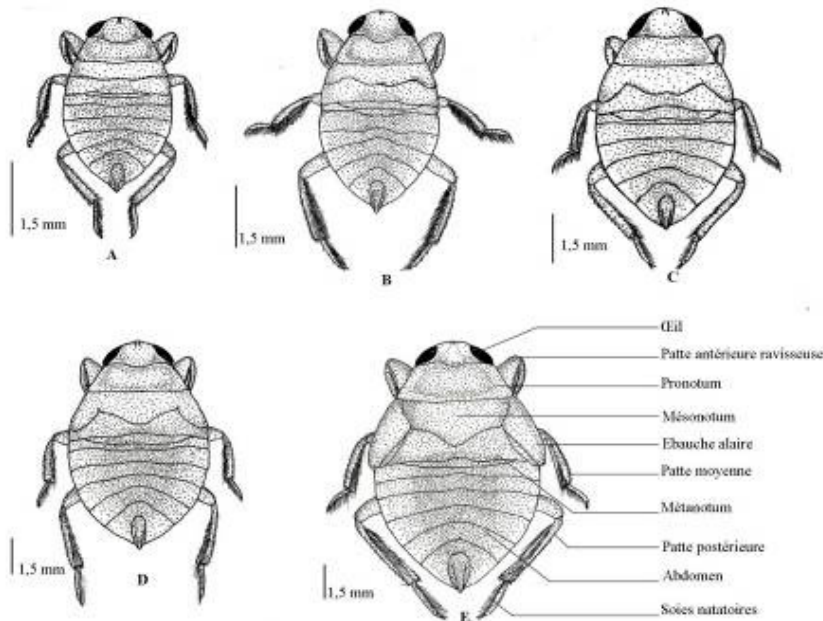 1,5 mm
A
1,5 mm
B
1,5 mm
C
1,5 mm
D
1,5 mm
E
Œil
Patte antérieure ravisseuse
Pronotum
Mésonotum
Ebauche alaire
Patte moyenne
Métanotum
Patte postérieure
Abdomen
Soies natatoires